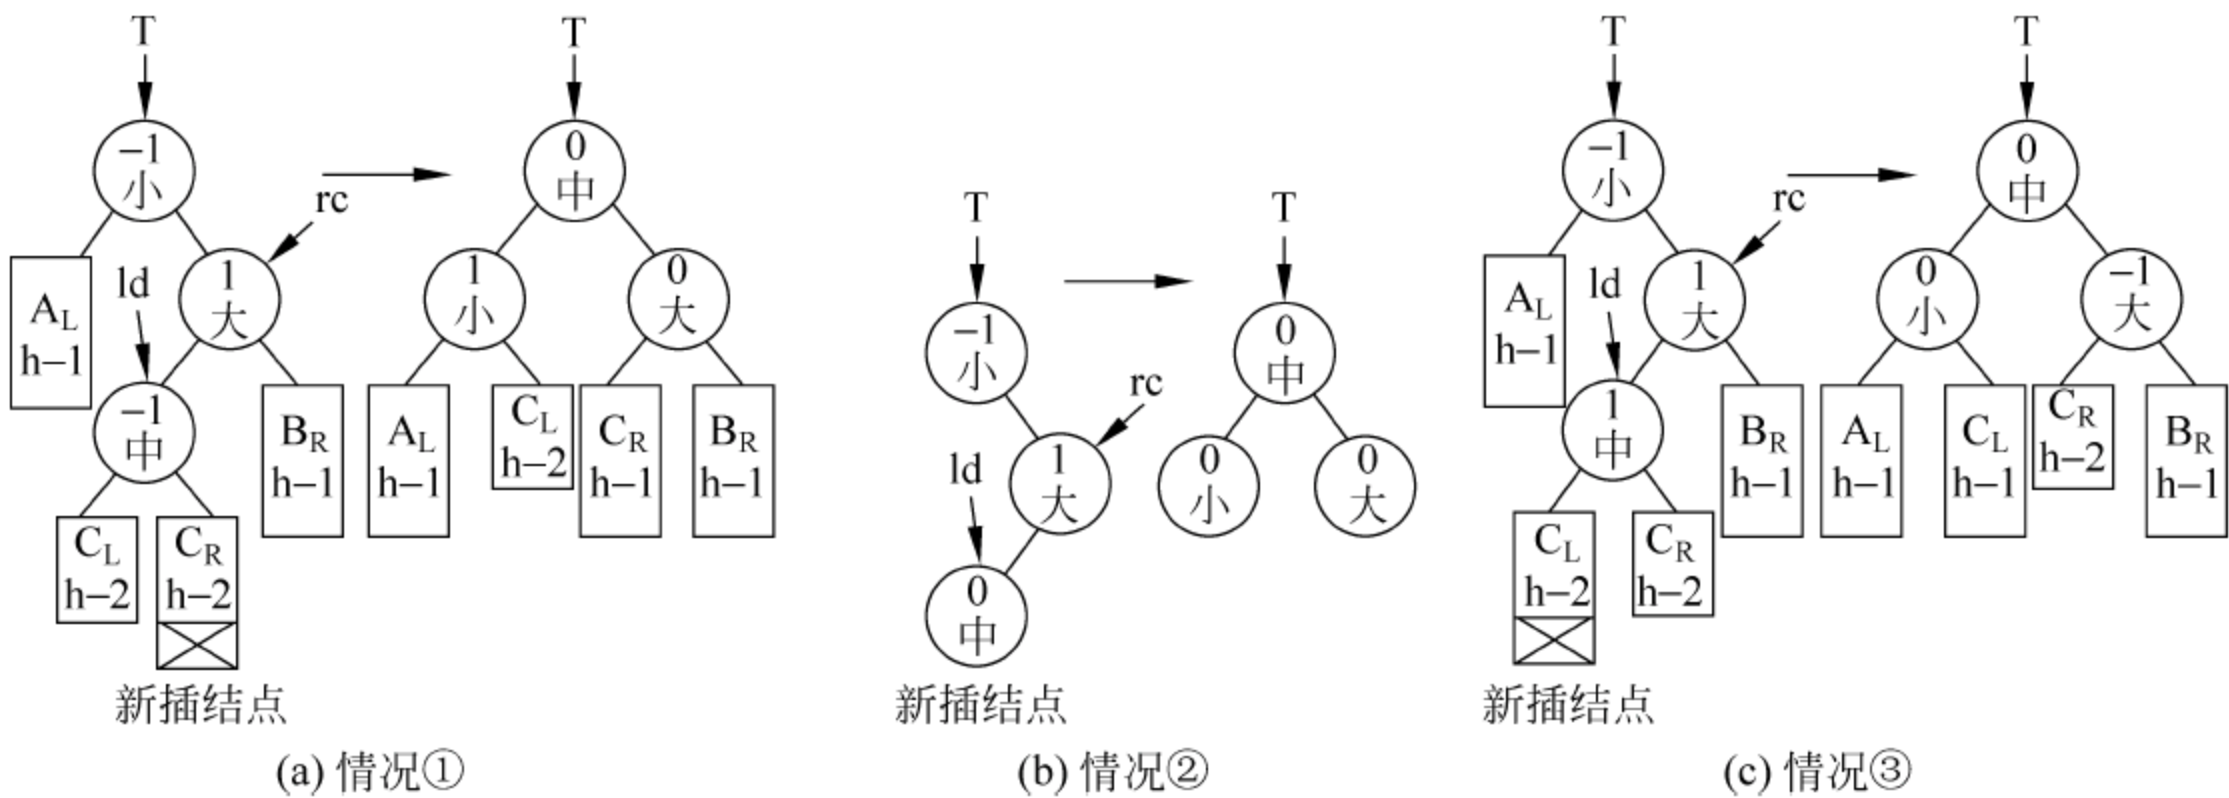 T
−1
小
rc
A_L
h−1
ld
1
大
−1
中
B_R
h−1
C_L
h−2
C_R
h−2
新插结点
T
0
中
1
小
0
大
A_L
h−1
C_L
h−2
C_R
h−1
B_R
h−1
(a) 情况①
T
−1
小
rc
ld
1
大
0
中
新插结点
T
0
中
0
小
0
大
(b) 情况②
T
−1
小
rc
A_L
h−1
ld
1
大
1
中
B_R
h−1
C_L
h−2
C_R
h−2
新插结点
T
0
中
0
小
−1
大
A_L
h−1
C_L
h−1
C_R
h−2
B_R
h−1
(c) 情况③